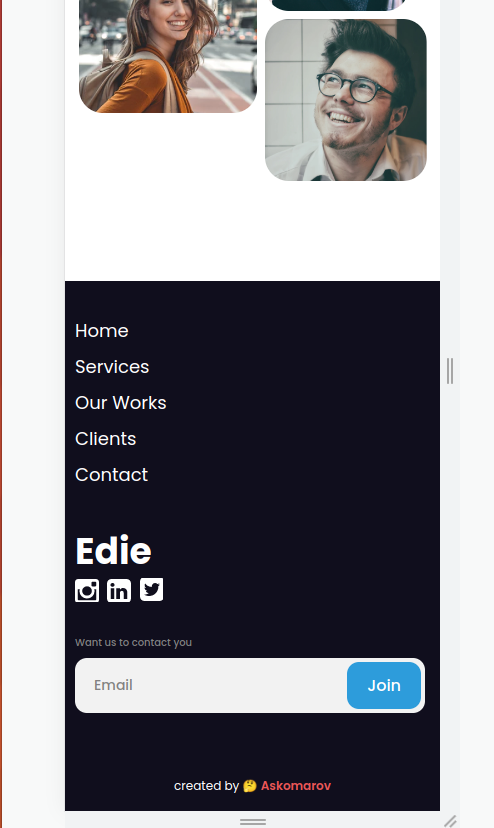 Home
Services
Our Works
Clients
Contact
Edie
Want us to contact you
Email
Join
created by 🤔 Askomarov